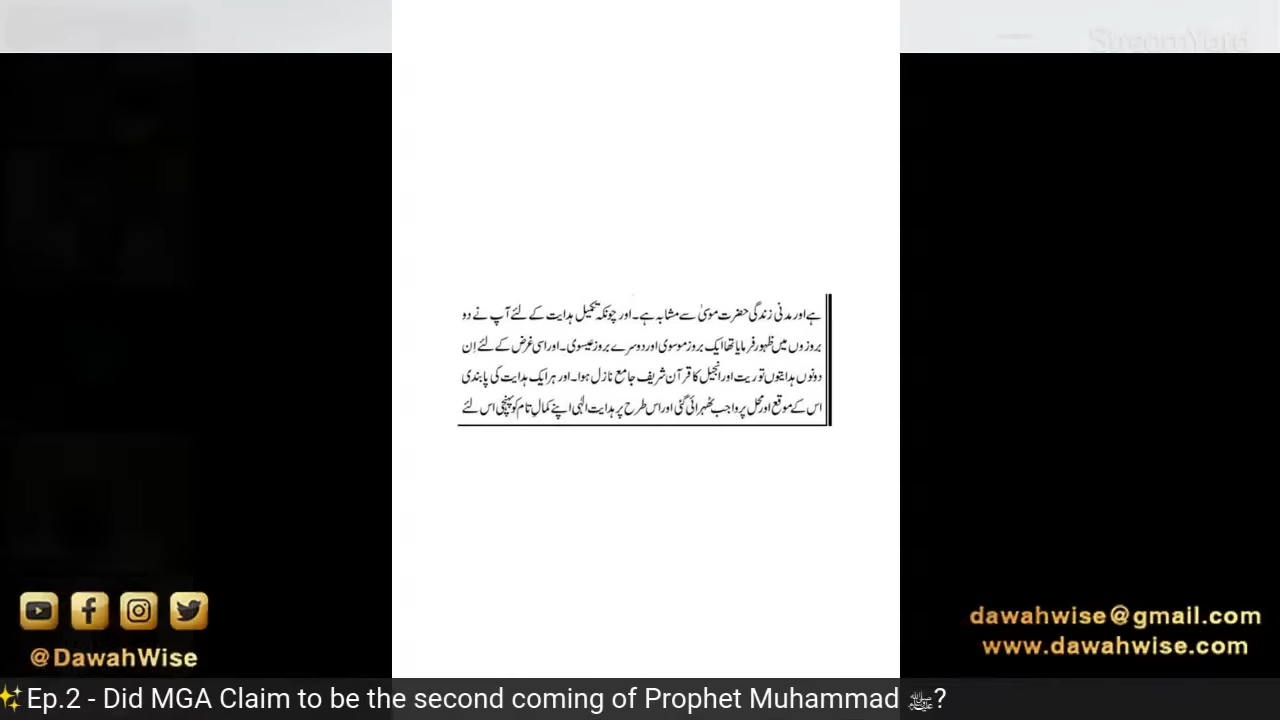 StreamYard
ہے اور مدنی زندگی حضرت موسیٰ سے مشابہ ہے۔ اور چونکہ تکمیل ہدایت کے لئے آپ نے دو
بروزوں میں ظہور فرمایا تھا ایک بروز موسوی اور دوسرے بروز عیسوی۔ اور اسی غرض کے لئے اِن
دونوں ہدایتوں توریت اور انجیل کا قرآن شریف جامع نازل ہوا۔ اور ہر ایک ہدایت کی پابندی
اس کے موقع اور محل پر واجب ٹھہرائی گئی اور اس طرح پر ہدایت الٰہی اپنے کمالِ تام کو پہنچی اس لئے
@DawahWise
dawahwise@gmail.com
www.dawahwise.com
✨Ep.2 - Did MGA Claim to be the second coming of Prophet Muhammad ﷺ?